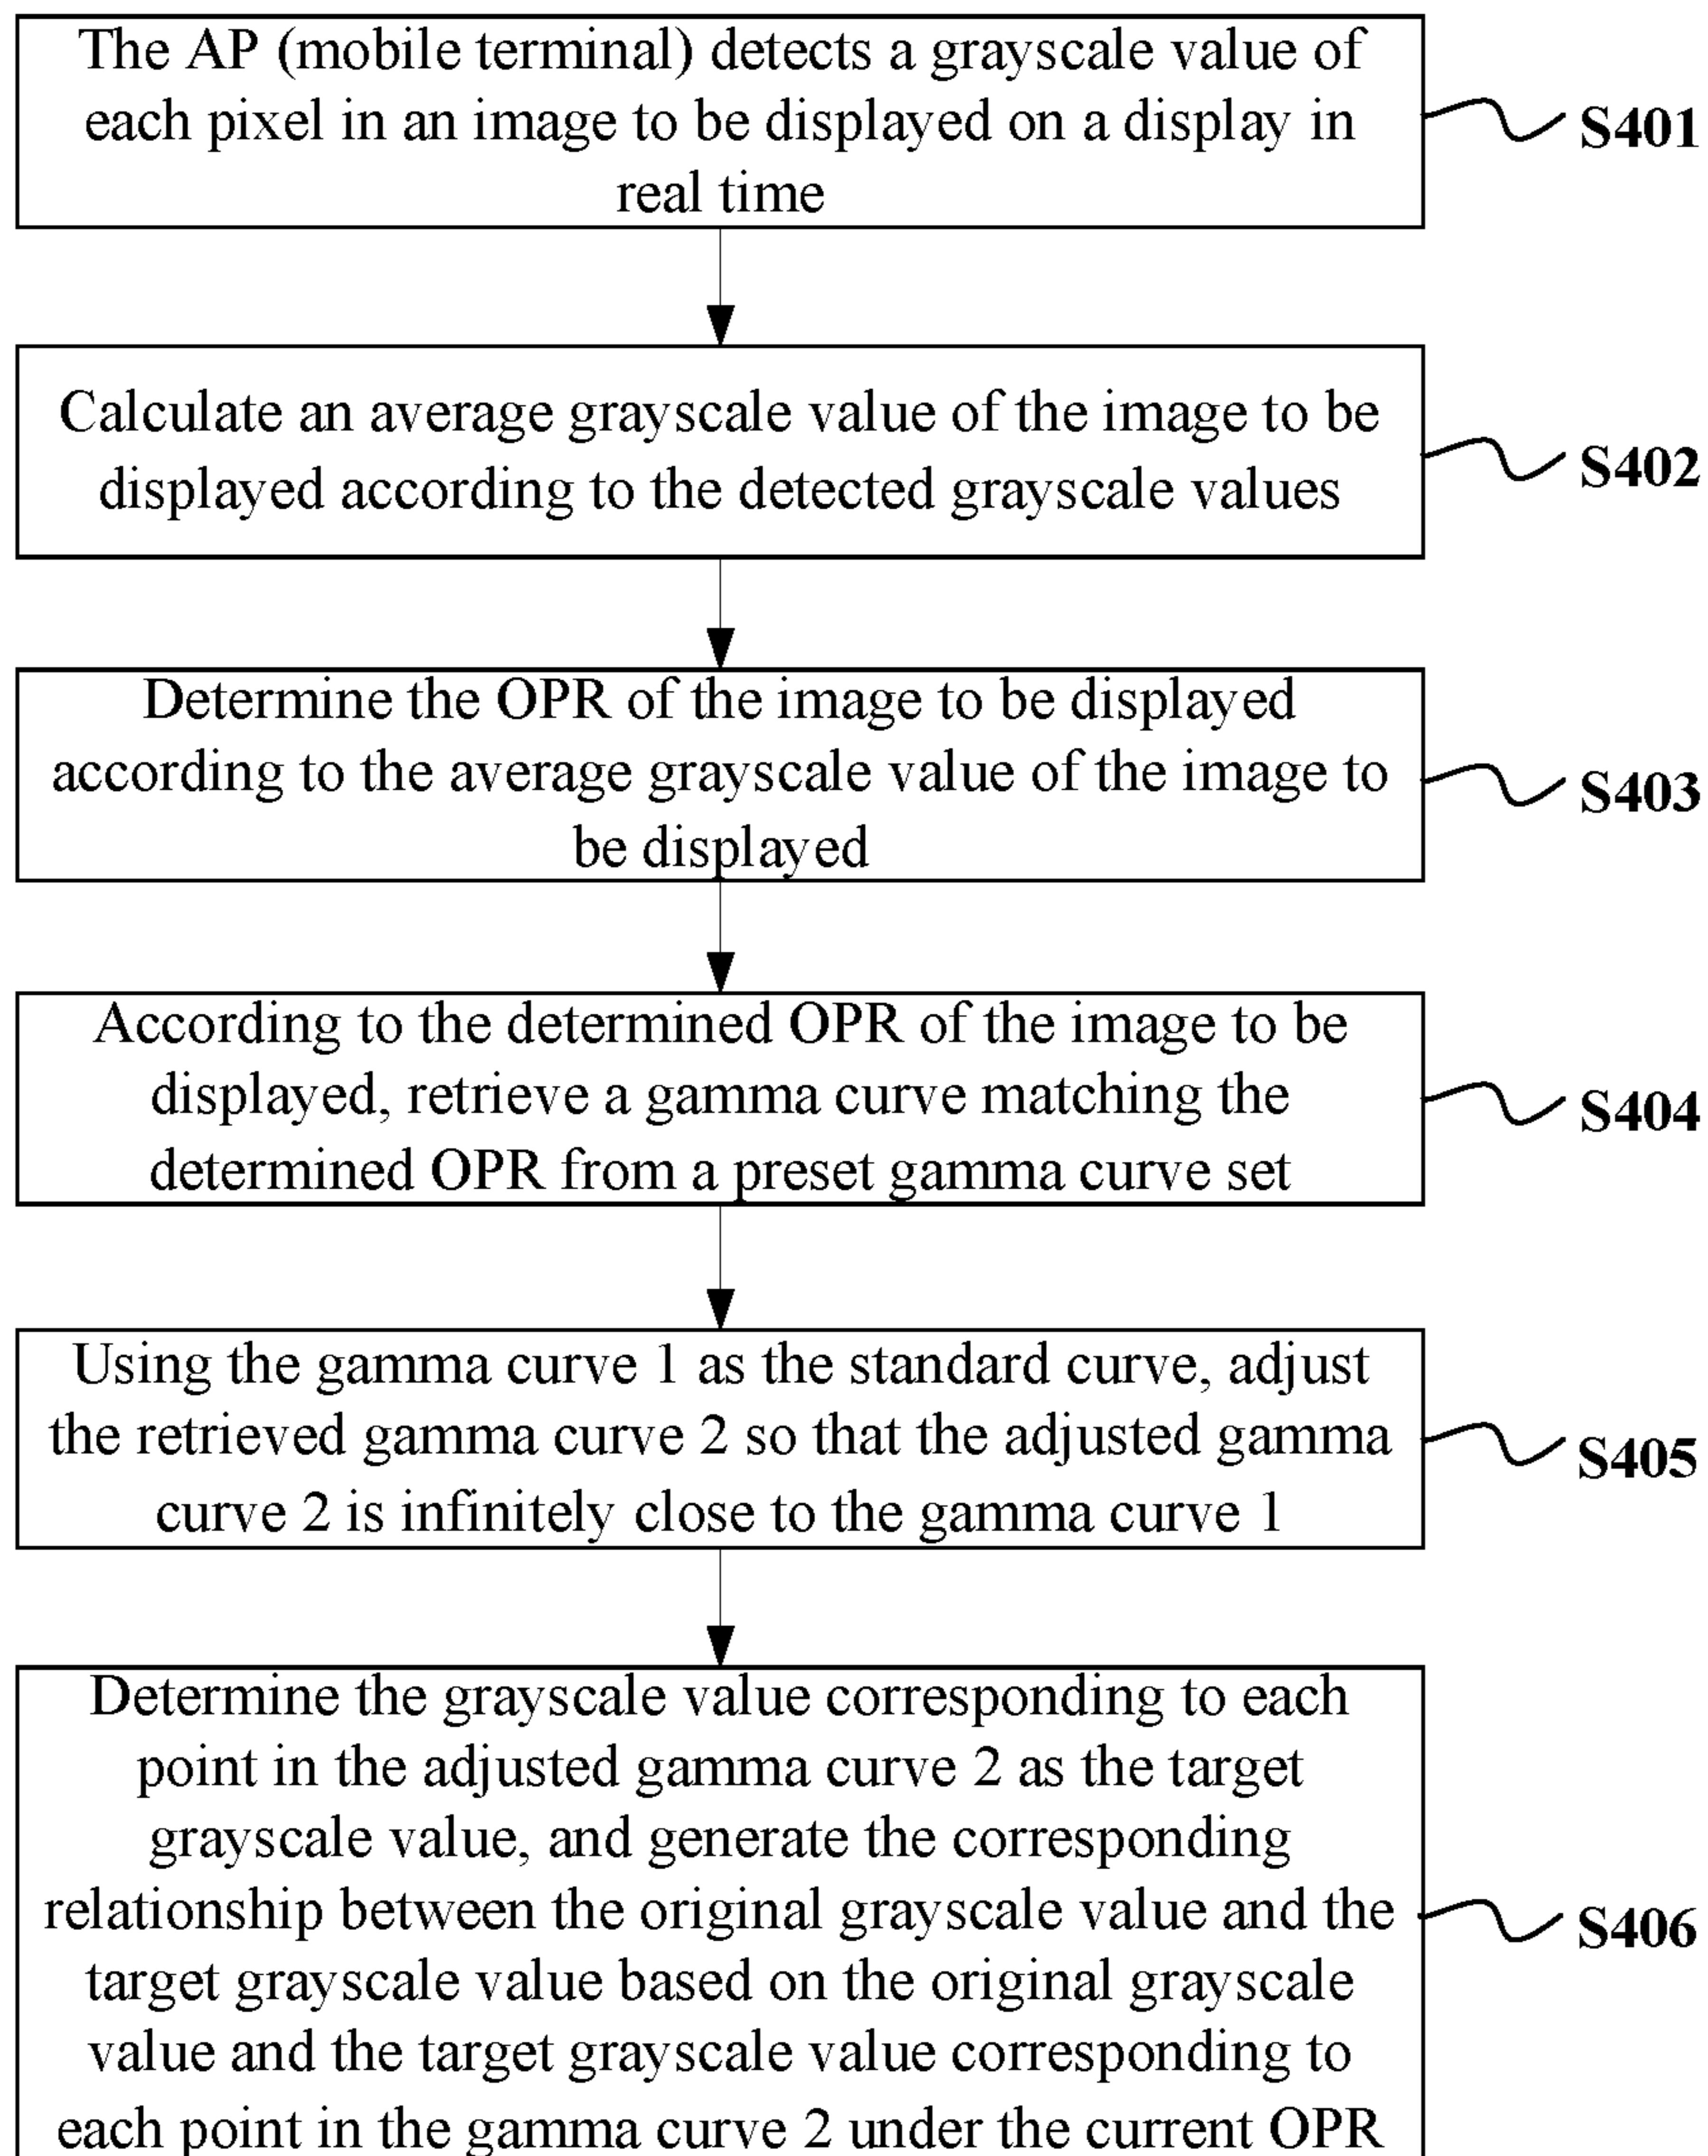 The AP (mobile terminal) detects a grayscale value of
each pixel in an image to be displayed on a display in
real time
S401
Calculate an average grayscale value of the image to be
displayed according to the detected grayscale values
S402
Determine the OPR of the image to be displayed
according to the average grayscale value of the image to
be displayed
S403
According to the determined OPR of the image to be
displayed, retrieve a gamma curve matching the
determined OPR from a preset gamma curve set
S404
Using the gamma curve 1 as the standard curve, adjust
the retrieved gamma curve 2 so that the adjusted gamma
curve 2 is infinitely close to the gamma curve 1
S405
Determine the grayscale value corresponding to each
point in the adjusted gamma curve 2 as the target
grayscale value, and generate the corresponding
relationship between the original grayscale value and the
target grayscale value based on the original grayscale
value and the target grayscale value corresponding to
each point in the gamma curve 2 under the current OPR
S406